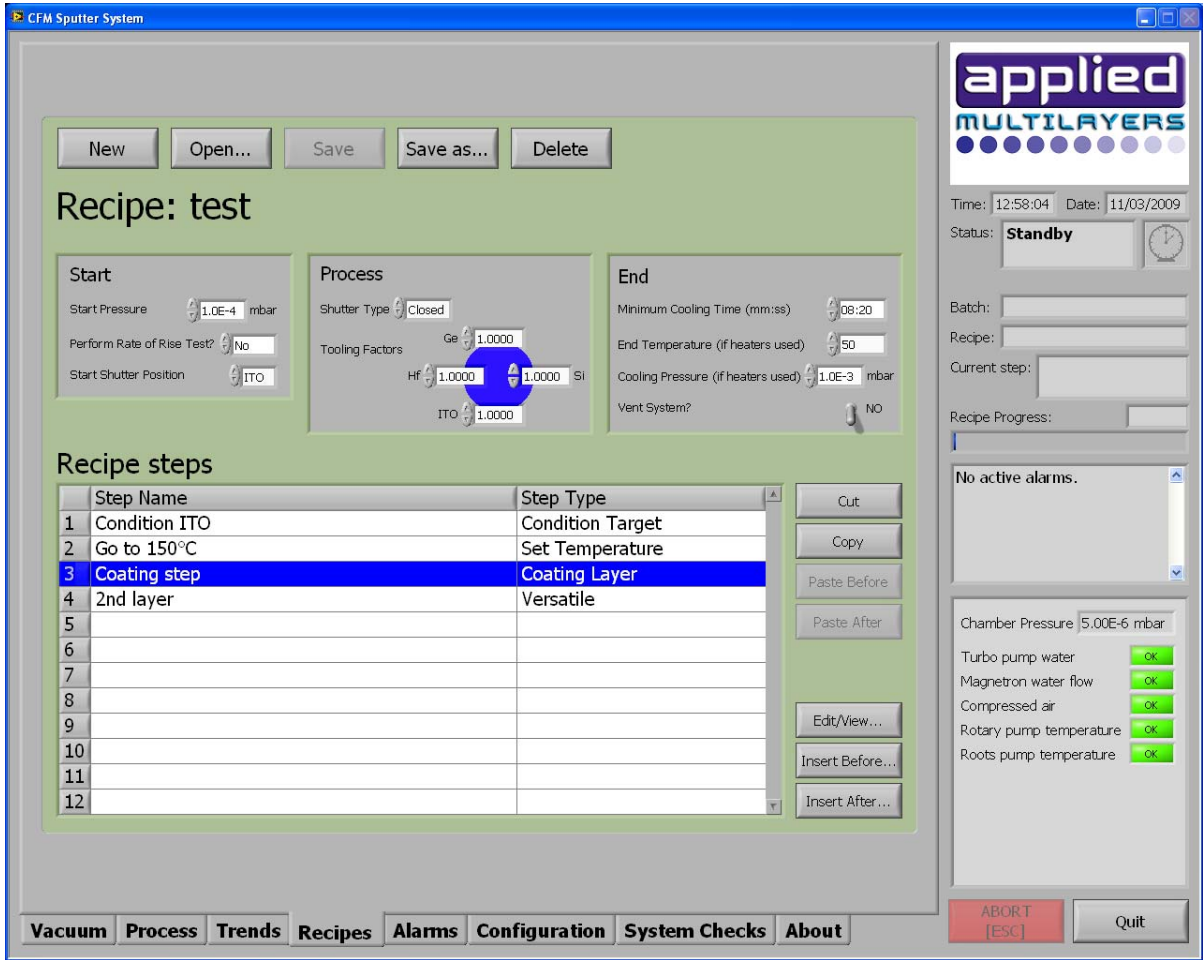 CFM Sputter System
New Open... Save Save as... Delete
Recipe: test
Start
Start Pressure 1.0E-4 mbar
Perform Rate of Rise Test? No
Start Shutter Position ITO
Process
Shutter Type Closed
Tooling Factors
Ge 1.0000
Hf 1.0000 1.0000 Si
ITO 1.0000
End
Minimum Cooling Time (mm:ss) 08:20
End Temperature (if heaters used) 50
Cooling Pressure (if heaters used) 1.0E-3 mbar
Vent System? NO
Recipe steps
Step Name Step Type
1 Condition ITO Condition Target
2 Go to 150°C Set Temperature
3 Coating step Coating Layer
4 2nd layer Versatile
5
6
7
8
9
10
11
12
Cut
Copy
Paste Before
Paste After
Edit/View...
Insert Before...
Insert After...
Vacuum Process Trends Recipes Alarms Configuration System Checks About
applied
MULTILAYERS
Time: 12:58:04 Date: 11/03/2009
Status: Standby
Batch:
Recipe:
Current step:
Recipe Progress:
No active alarms.
Chamber Pressure 5.00E-6 mbar
Turbo pump water OK
Magnetron water flow OK
Compressed air OK
Rotary pump temperature OK
Roots pump temperature OK
ABORT
[ESC]
Quit